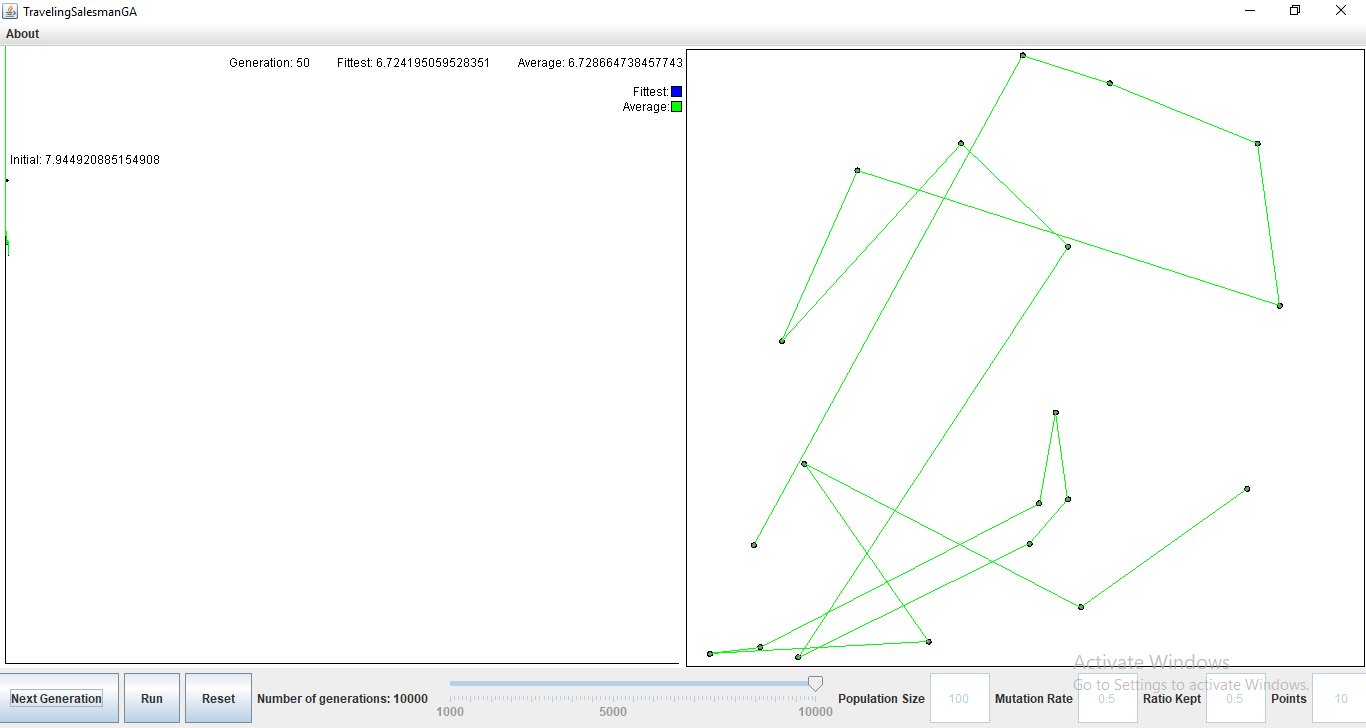 TravelingSalesmanGA
About
Generation: 50 Fittest: 6.724195059528351 Average: 6.728664738457743
Fittest:
Average:
Initial: 7.944920885154908
Activate Windows
Go to Settings to activate Windows.
Next Generation Run Reset Number of generations: 10000 Population Size 100 Mutation Rate 0.5 Ratio Kept 0.5 Points 10
1000 5000 10000